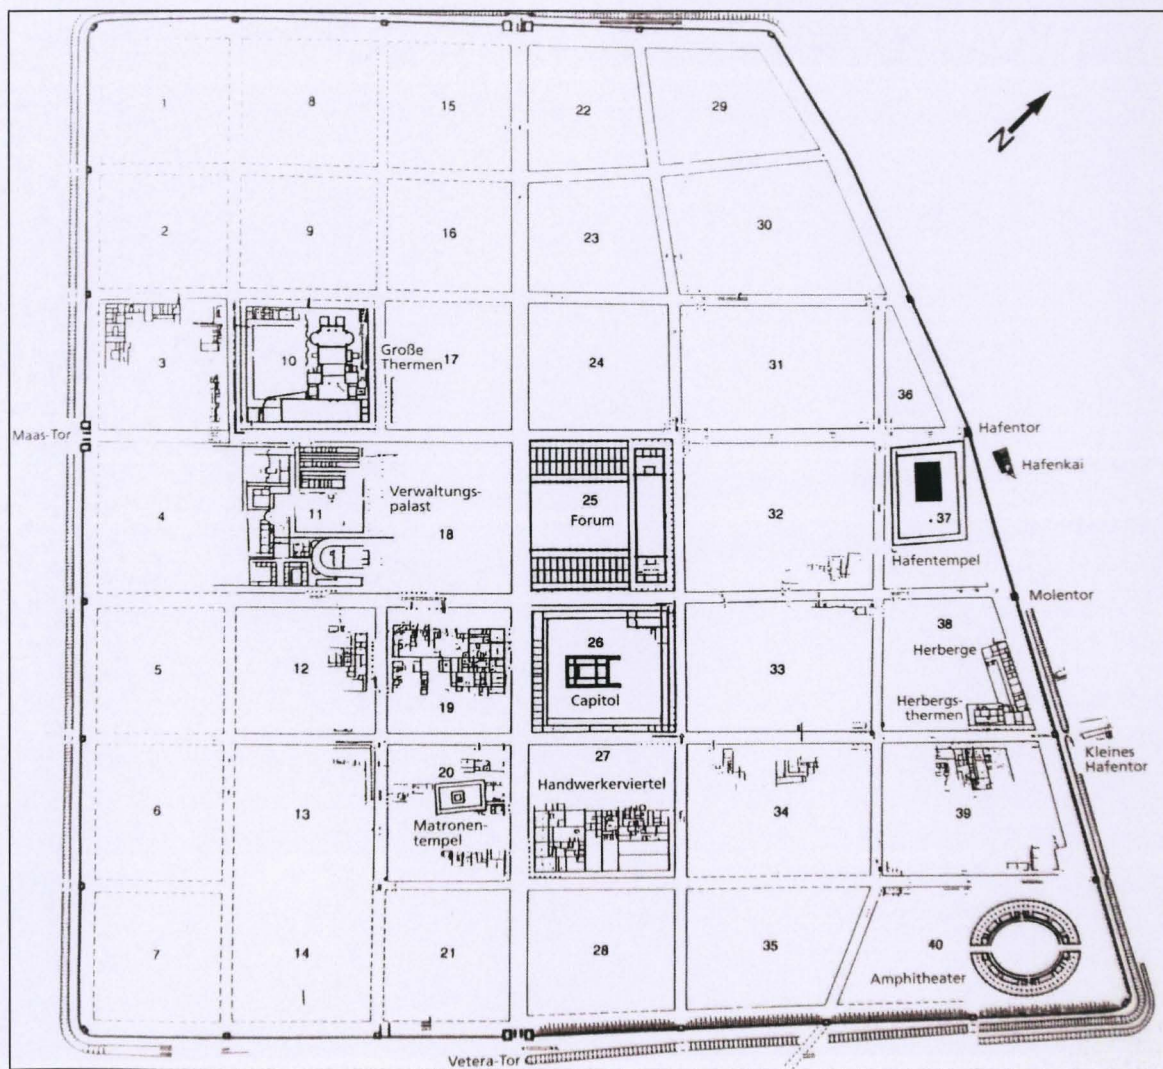 1
8
15
22
29
N
2
9
16
23
30
3
10
Große
Thermen
17
24
31
36
Maas-Tor
Hafentor
Hafenkai
4
11
Verwaltungs-
palast
18
25
Forum
32
37
Hafentempel
Molentor
5
12
19
26
Capitol
33
38
Herberge
Herbergs-
thermen
Kleines
Hafentor
6
13
20
Matronen-
tempel
27
Handwerkerviertel
34
39
7
14
21
28
35
40
Amphitheater
Vetera-Tor